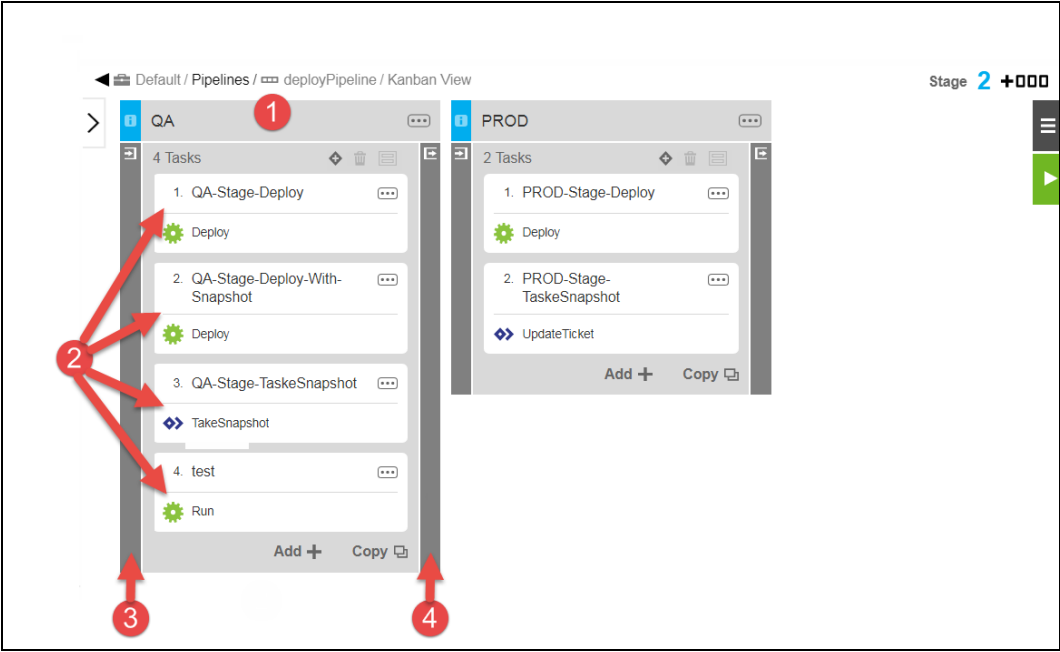 Default / Pipelines / deployPipeline / Kanban View
Stage 2
1
QA
PROD
4 Tasks
2 Tasks
1. QA-Stage-Deploy
Deploy
1. PROD-Stage-Deploy
Deploy
2. QA-Stage-Deploy-With-
Snapshot
Deploy
2. PROD-Stage-
TaskeSnapshot
UpdateTicket
2
3. QA-Stage-TaskeSnapshot
TakeSnapshot
Add Copy
4. test
Run
Add Copy
3
4